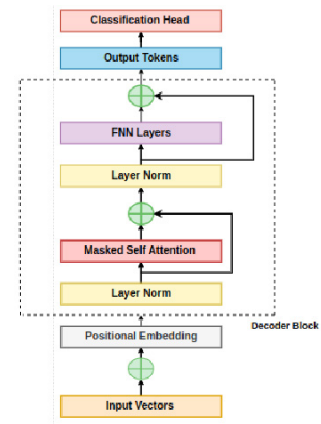 Classification Head
Output Tokens
FNN Layers
Layer Norm
Masked Self Attention
Layer Norm
Decoder Block
Positional Embedding
Input Vectors